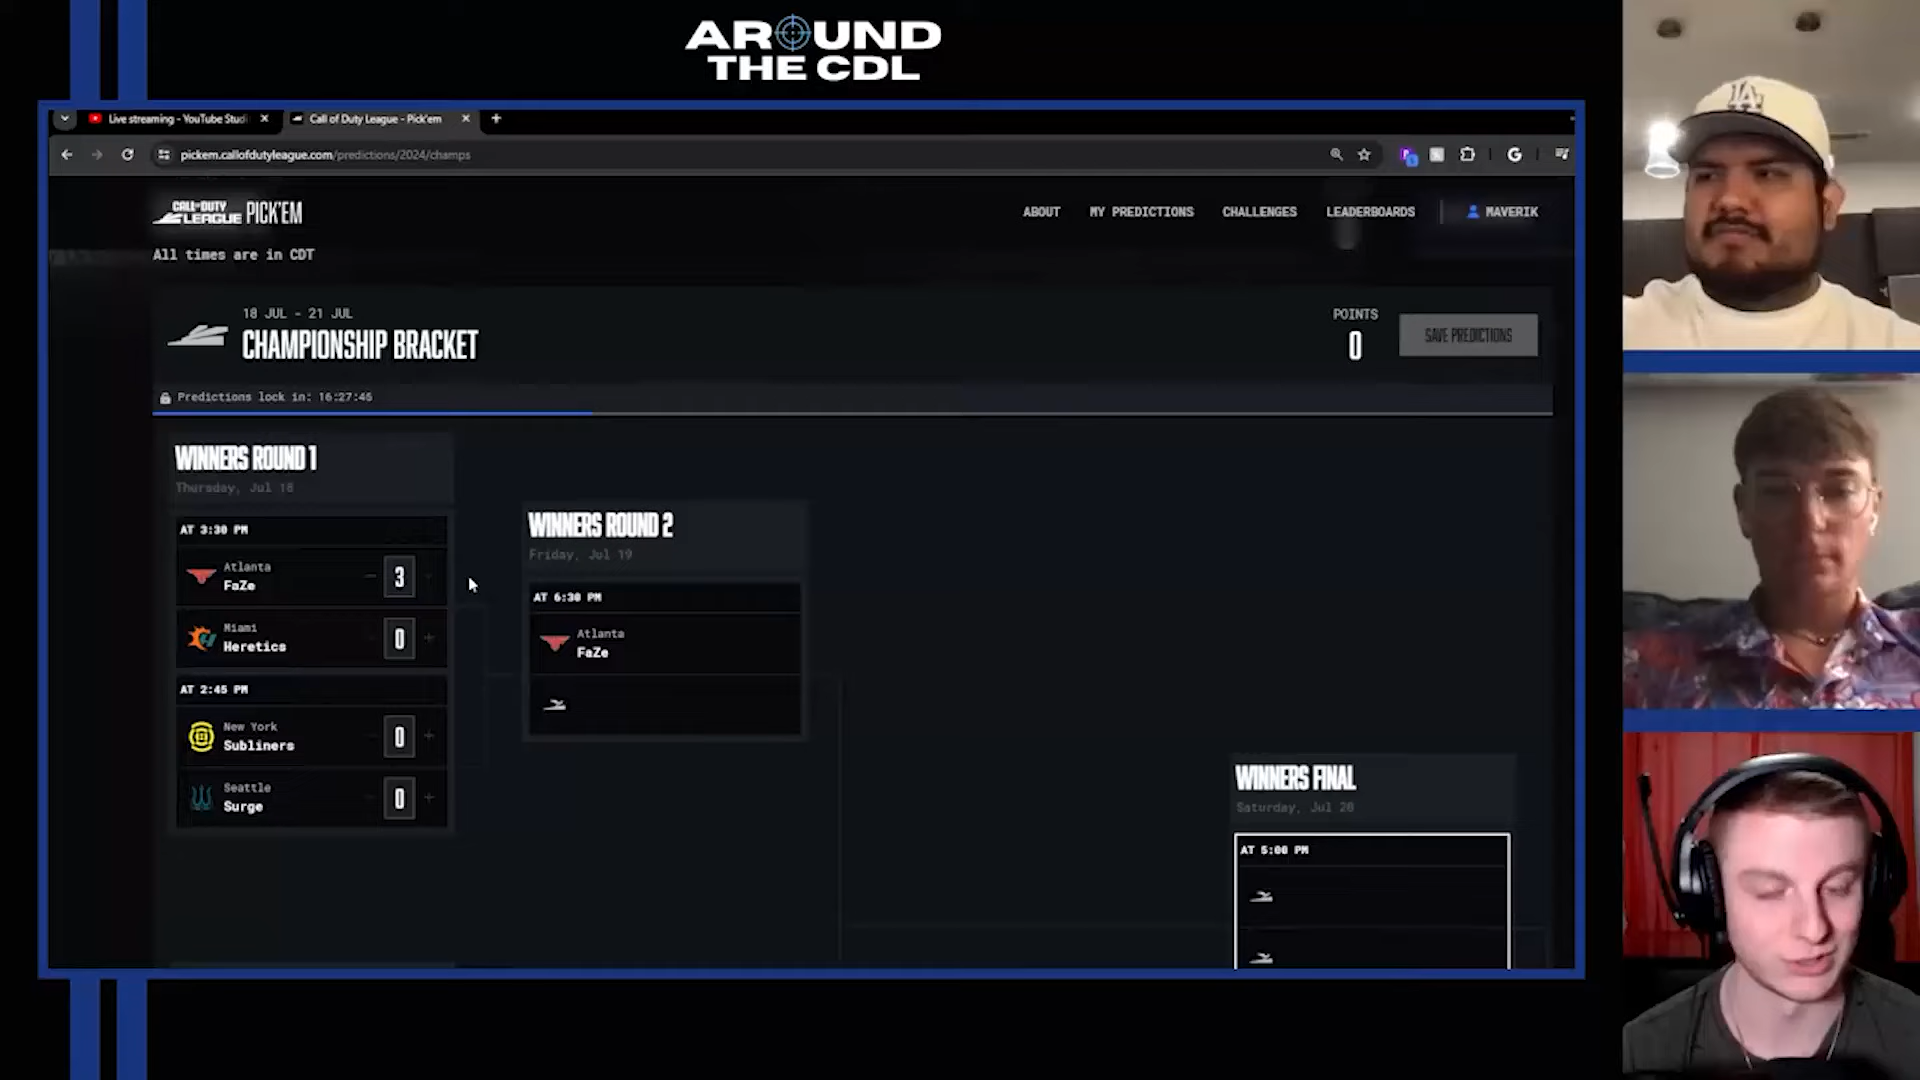 AROUND
THE CDL
Live streaming - YouTube Studi
Call of Duty League - Pick'em
pickem.callofdutyleague.com/predictions/2024/champs
CALL OF DUTY
LEAGUE PICK'EM
ABOUT
MY PREDICTIONS
CHALLENGES
LEADERBOARDS
MAVERIK
All times are in CDT
18 JUL - 21 JUL
CHAMPIONSHIP BRACKET
POINTS
0
SAVE PREDICTIONS
Predictions lock in: 16:27:45
WINNERS ROUND 1
Thursday, Jul 18
AT 3:30 PM
Atlanta
FaZe
3
Miami
Heretics
0
AT 2:45 PM
New York
Subliners
0
Seattle
Surge
0
WINNERS ROUND 2
Friday, Jul 19
AT 6:30 PM
Atlanta
FaZe
WINNERS FINAL
Saturday, Jul 20
AT 5:00 PM
LA